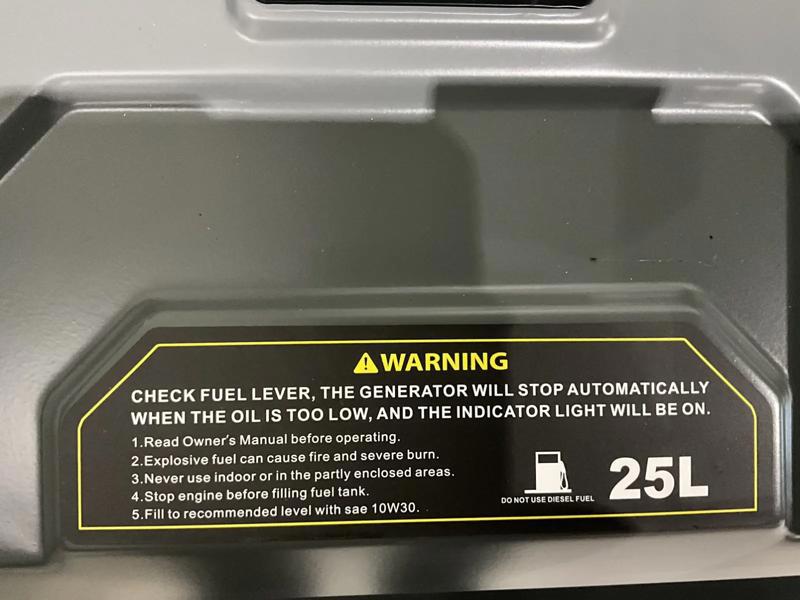 WARNING
CHECK FUEL LEVER, THE GENERATOR WILL STOP AUTOMATICALLY
WHEN THE OIL IS TOO LOW, AND THE INDICATOR LIGHT WILL BE ON.
1.Read Owner's Manual before operating.
2.Explosive fuel can cause fire and severe burn.
3.Never use indoor or in the partly enclosed areas.
4.Stop engine before filling fuel tank.
5.Fill to recommended level with sae 10W30.
DO NOT USE DIESEL FUEL
25L